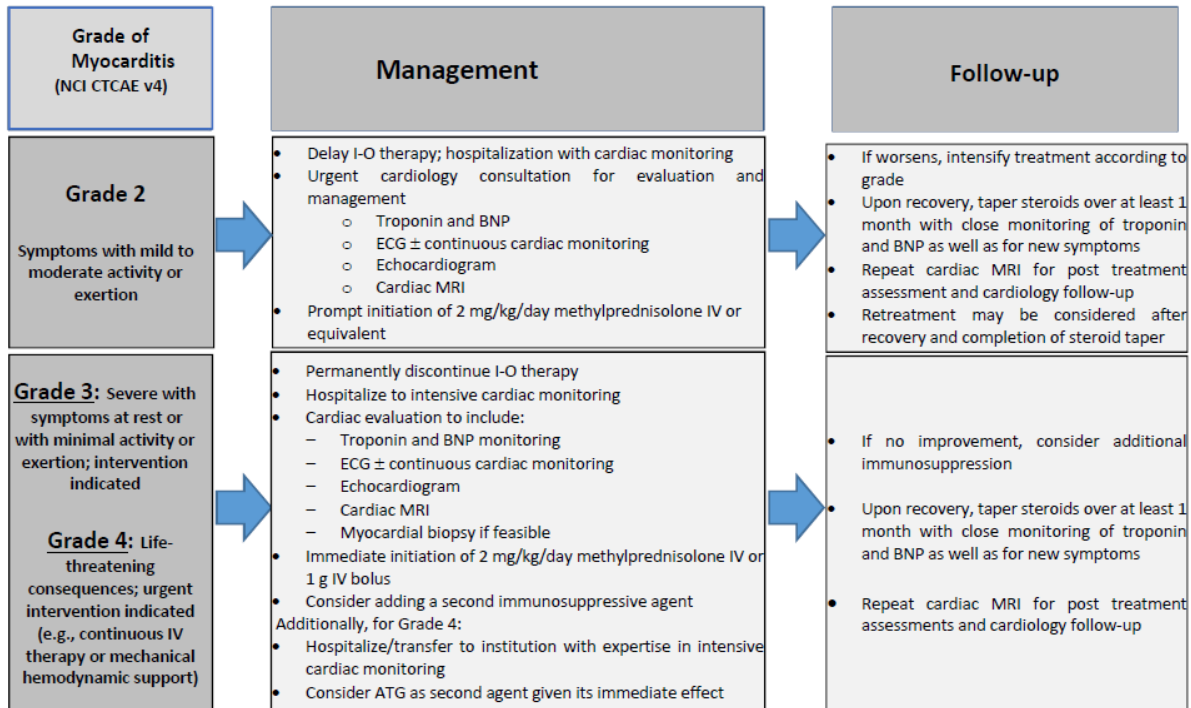 Grade of
Myocarditis
(NCI CTCAE v4)
Management
Follow-up
Grade 2
Symptoms with mild to
moderate activity or
exertion
• Delay I-O therapy; hospitalization with cardiac monitoring
• Urgent cardiology consultation for evaluation and
management
o Troponin and BNP
o ECG ± continuous cardiac monitoring
o Echocardiogram
o Cardiac MRI
• Prompt initiation of 2 mg/kg/day methylprednisolone IV or
equivalent
• If worsens, intensify treatment according to
grade
• Upon recovery, taper steroids over at least 1
month with close monitoring of troponin
and BNP as well as for new symptoms
• Repeat cardiac MRI for post treatment
assessment and cardiology follow-up
• Retreatment may be considered after
recovery and completion of steroid taper
Grade 3: Severe with
symptoms at rest or
with minimal activity or
exertion; intervention
indicated
Grade 4: Life-
threatening
consequences; urgent
intervention indicated
(e.g., continuous IV
therapy or mechanical
hemodynamic support)
• Permanently discontinue I-O therapy
• Hospitalize to intensive cardiac monitoring
• Cardiac evaluation to include:
– Troponin and BNP monitoring
– ECG ± continuous cardiac monitoring
– Echocardiogram
– Cardiac MRI
– Myocardial biopsy if feasible
• Immediate initiation of 2 mg/kg/day methylprednisolone IV or
1 g IV bolus
• Consider adding a second immunosuppressive agent
Additionally, for Grade 4:
• Hospitalize/transfer to institution with expertise in intensive
cardiac monitoring
• Consider ATG as second agent given its immediate effect
• If no improvement, consider additional
immunosuppression
• Upon recovery, taper steroids over at least 1
month with close monitoring of troponin
and BNP as well as for new symptoms
• Repeat cardiac MRI for post treatment
assessments and cardiology follow-up